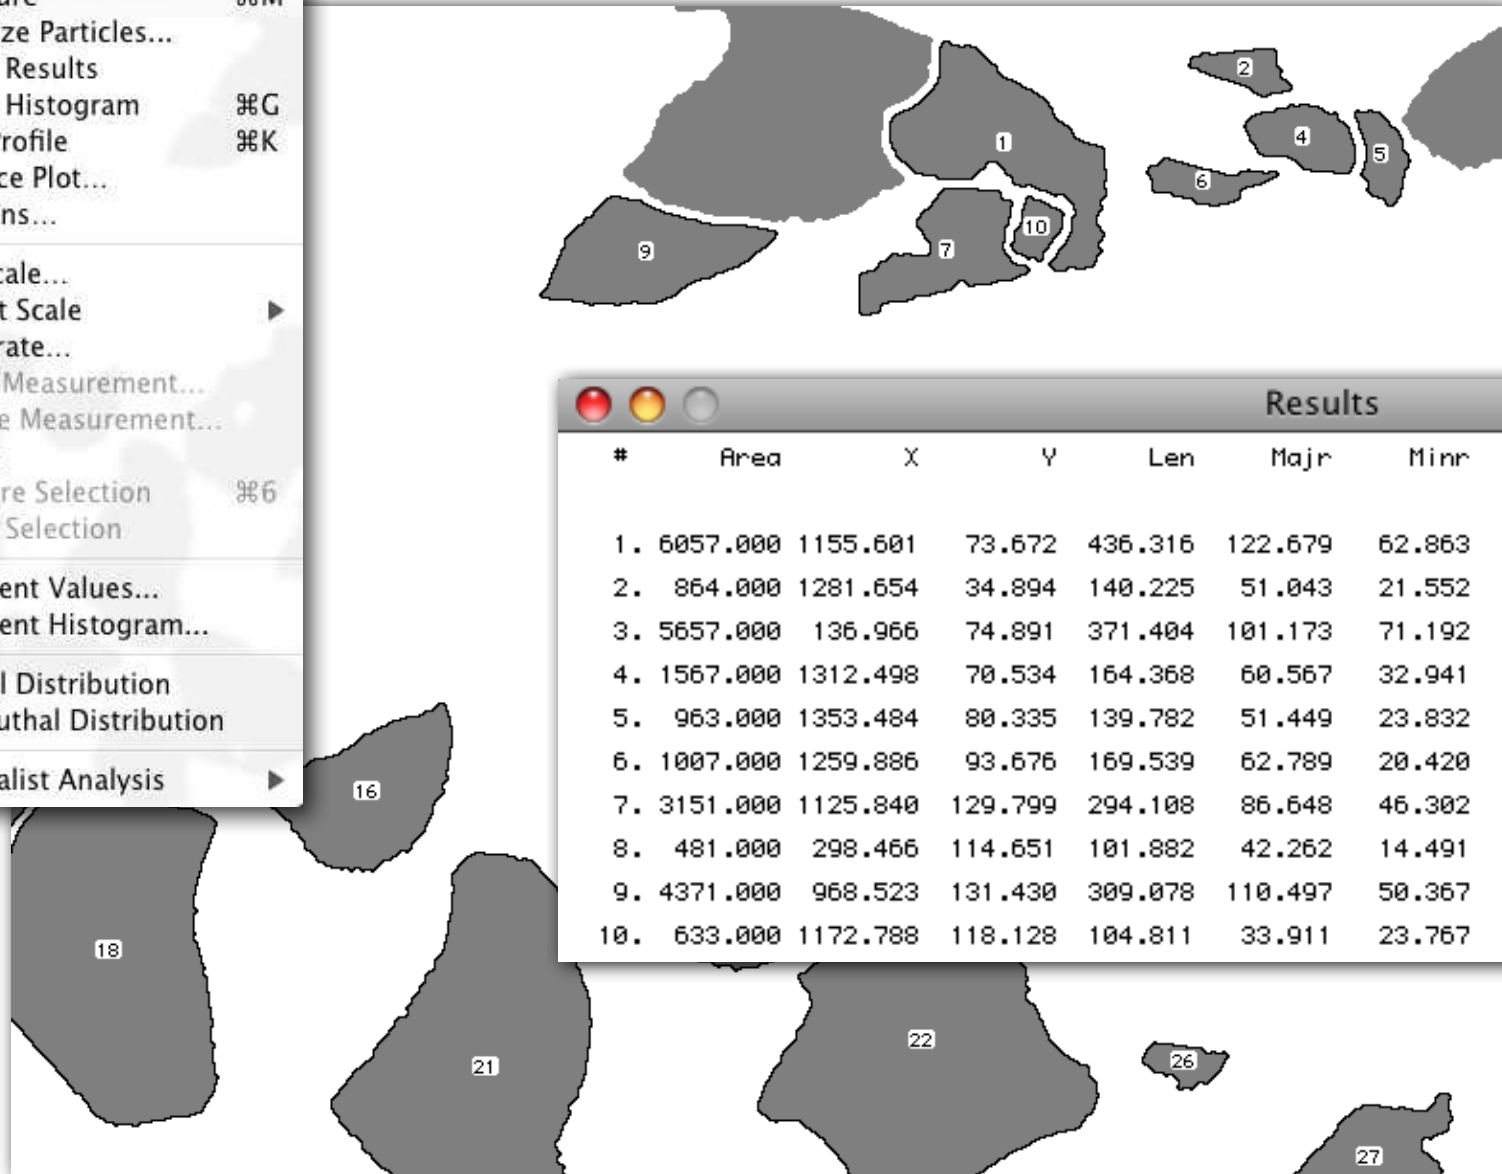 ⌘M
ze Particles...
Results
Histogram ⌘G
rofile ⌘K
ce Plot...
ns...
cale...
t Scale
rate...
Measurement...
e Measurement...
re Selection ⌘6
Selection
ent Values...
ent Histogram...
l Distribution
uthal Distribution
alist Analysis
1
2
4
5
6
7
10
9
Results
# Area X Y Len Majr Minr
1. 6057.000 1155.601 73.672 436.316 122.679 62.863
2. 864.000 1281.654 34.894 140.225 51.043 21.552
3. 5657.000 136.966 74.891 371.404 101.173 71.192
4. 1567.000 1312.498 70.534 164.368 60.567 32.941
5. 963.000 1353.484 80.335 139.782 51.449 23.832
6. 1007.000 1259.886 93.676 169.539 62.789 20.420
7. 3151.000 1125.840 129.799 294.108 86.648 46.302
8. 481.000 298.466 114.651 101.882 42.262 14.491
9. 4371.000 968.523 131.430 309.078 110.497 50.367
10. 633.000 1172.788 118.128 104.811 33.911 23.767
16
18
21
22
26
27